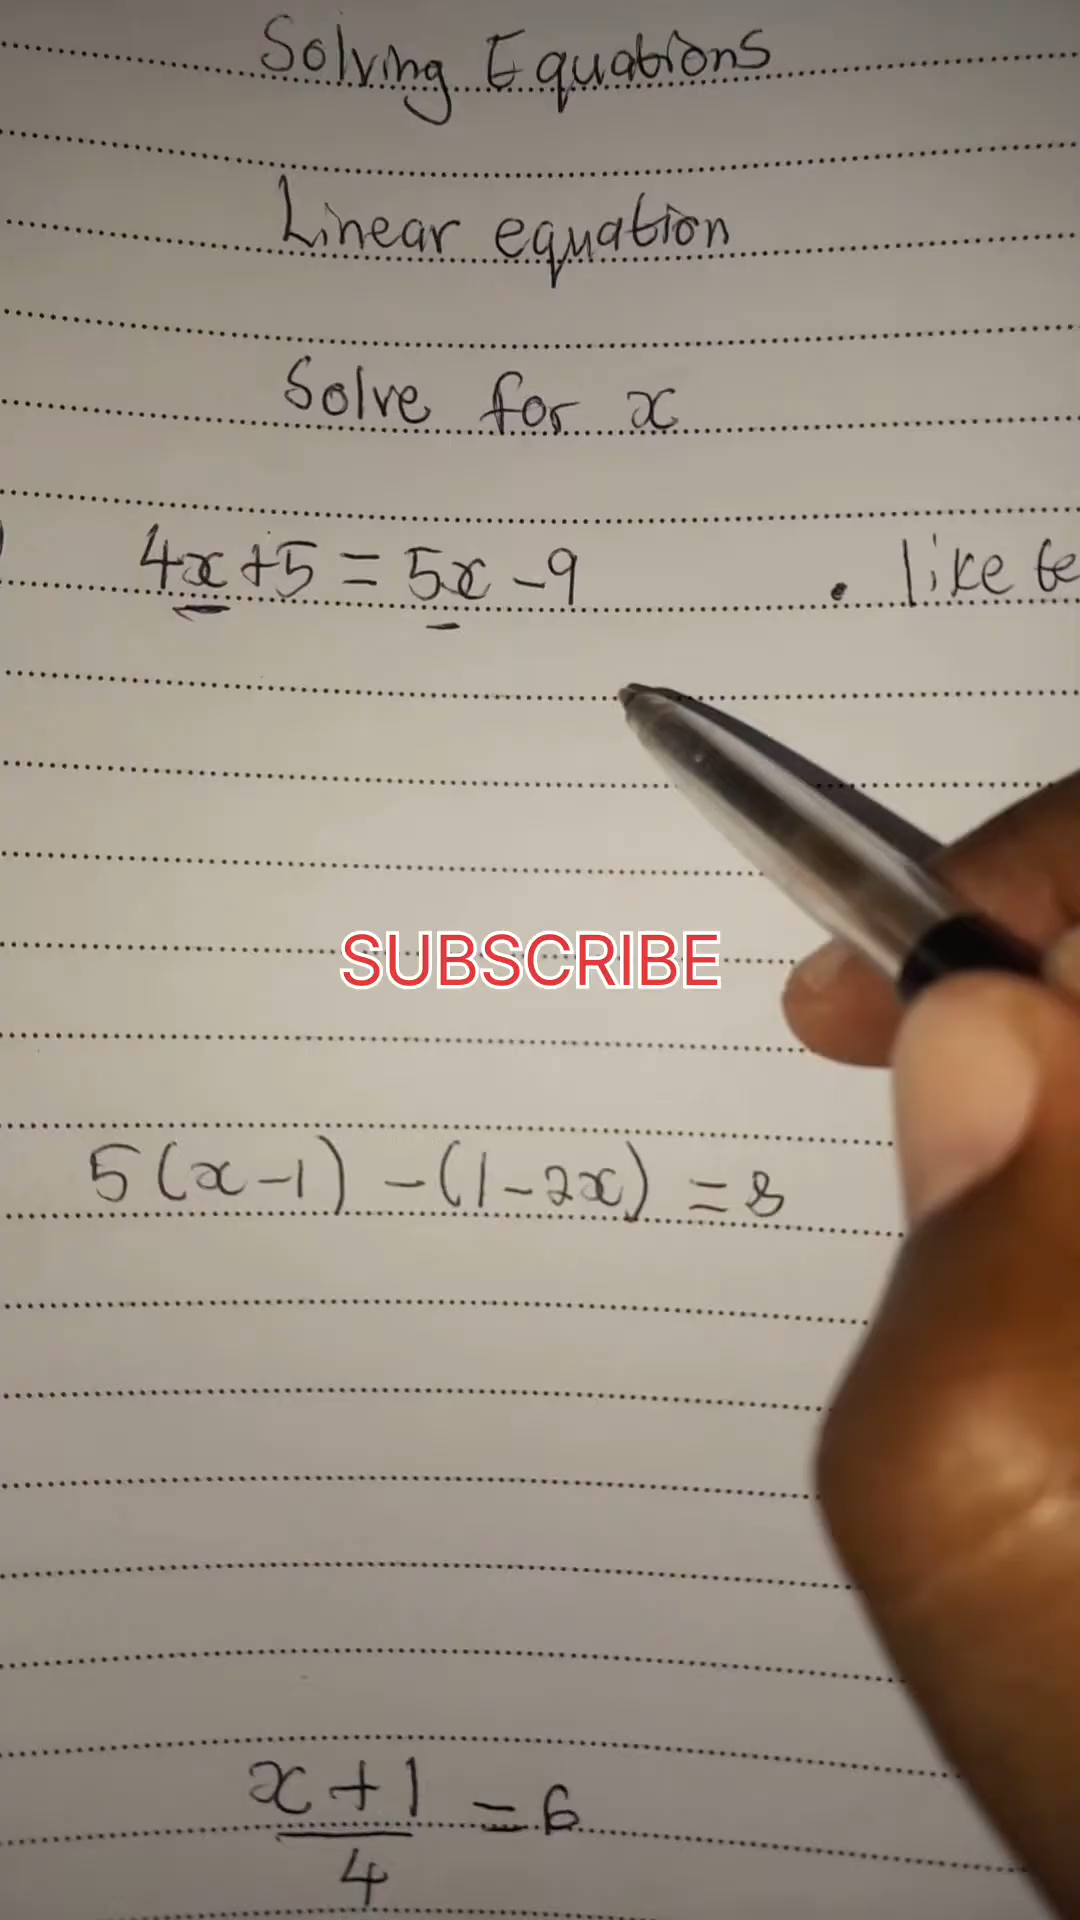 Solving Equations
Linear equation
Solve for x
) 4x+5 = 5x-9 . like
SUBSCRIBE
5(x-1) -(1-2x) = 8
x+1 = 6
4